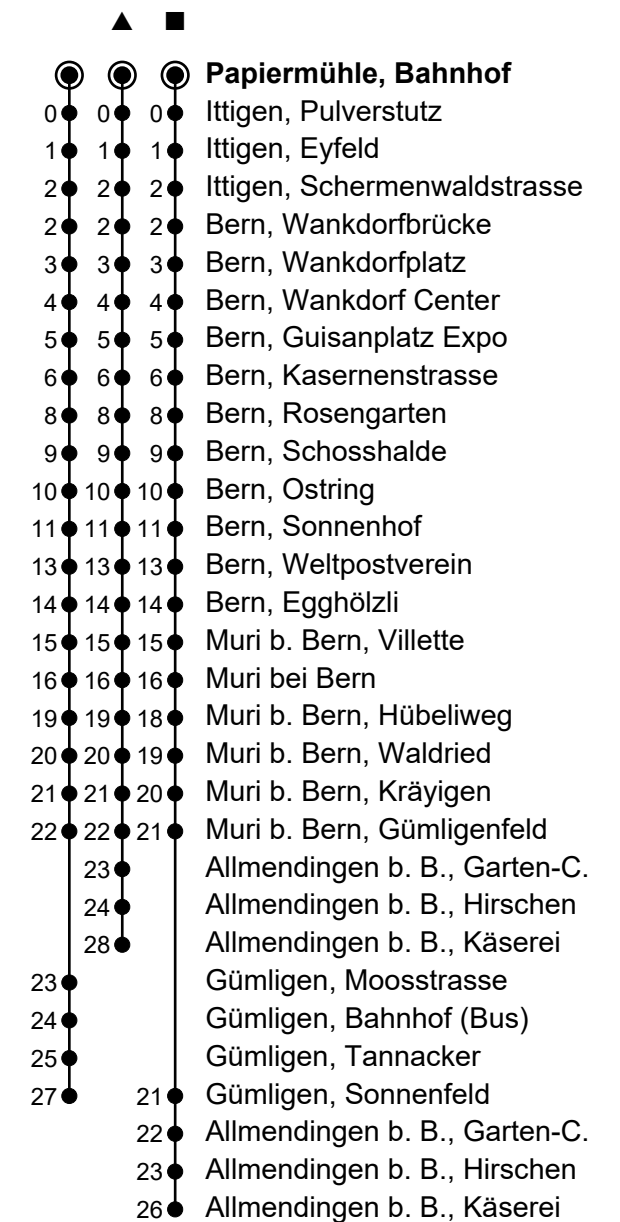 ▲ ■
Papiermühle, Bahnhof
0 0 0 Ittigen, Pulverstutz
1 1 1 Ittigen, Eyfeld
2 2 2 Ittigen, Schermenwaldstrasse
2 2 2 Bern, Wankdorfbrücke
3 3 3 Bern, Wankdorfplatz
4 4 4 Bern, Wankdorf Center
5 5 5 Bern, Guisanplatz Expo
6 6 6 Bern, Kasernenstrasse
8 8 8 Bern, Rosengarten
9 9 9 Bern, Schosshalde
10 10 10 Bern, Ostring
11 11 11 Bern, Sonnenhof
13 13 13 Bern, Weltpostverein
14 14 14 Bern, Egghölzli
15 15 15 Muri b. Bern, Villette
16 16 16 Muri bei Bern
19 19 18 Muri b. Bern, Hübeliweg
20 20 19 Muri b. Bern, Waldried
21 21 20 Muri b. Bern, Kräyigen
22 22 21 Muri b. Bern, Gümligenfeld
23 Allmendingen b. B., Garten-C.
24 Allmendingen b. B., Hirschen
28 Allmendingen b. B., Käserei
23 Gümligen, Moosstrasse
24 Gümligen, Bahnhof (Bus)
25 Gümligen, Tannacker
27 21 Gümligen, Sonnenfeld
22 Allmendingen b. B., Garten-C.
23 Allmendingen b. B., Hirschen
26 Allmendingen b. B., Käserei